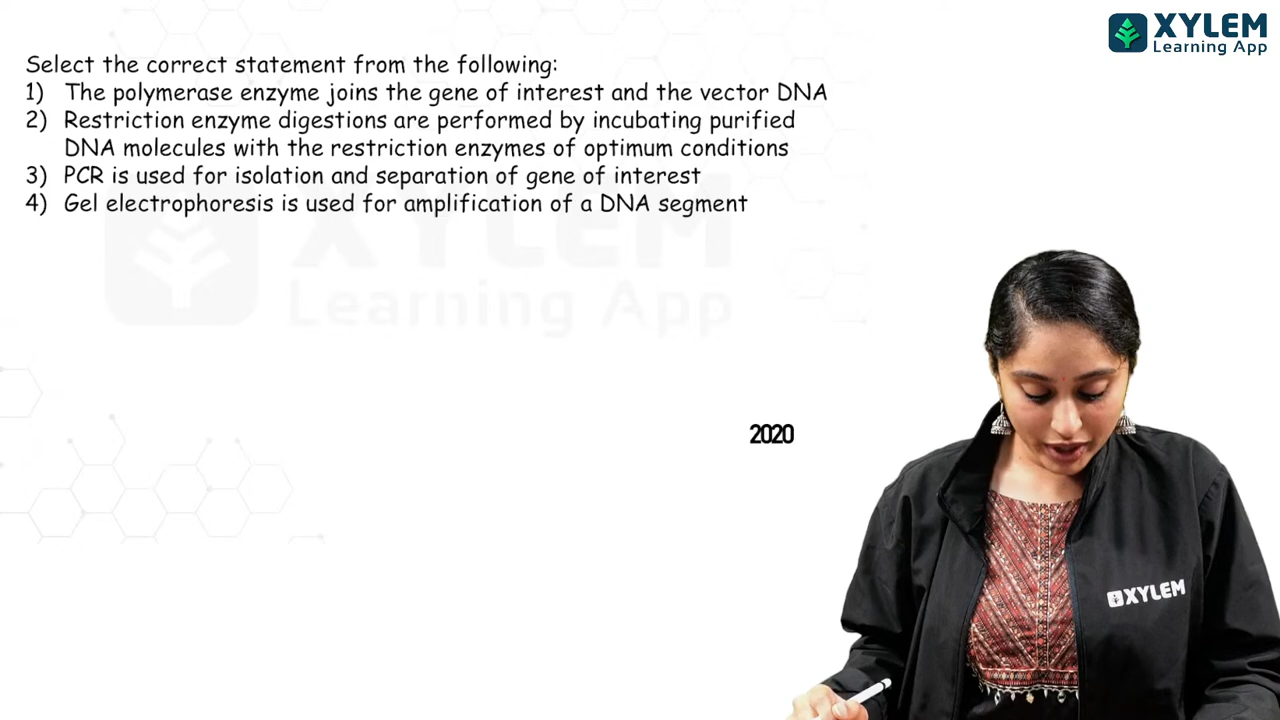 XYLEM
Learning App
Select the correct statement from the following:
1) The polymerase enzyme joins the gene of interest and the vector DNA
2) Restriction enzyme digestions are performed by incubating purified
DNA molecules with the restriction enzymes of optimum conditions
3) PCR is used for isolation and separation of gene of interest
4) Gel electrophoresis is used for amplification of a DNA segment
XYLEM
Learning App
2020
XYLEM